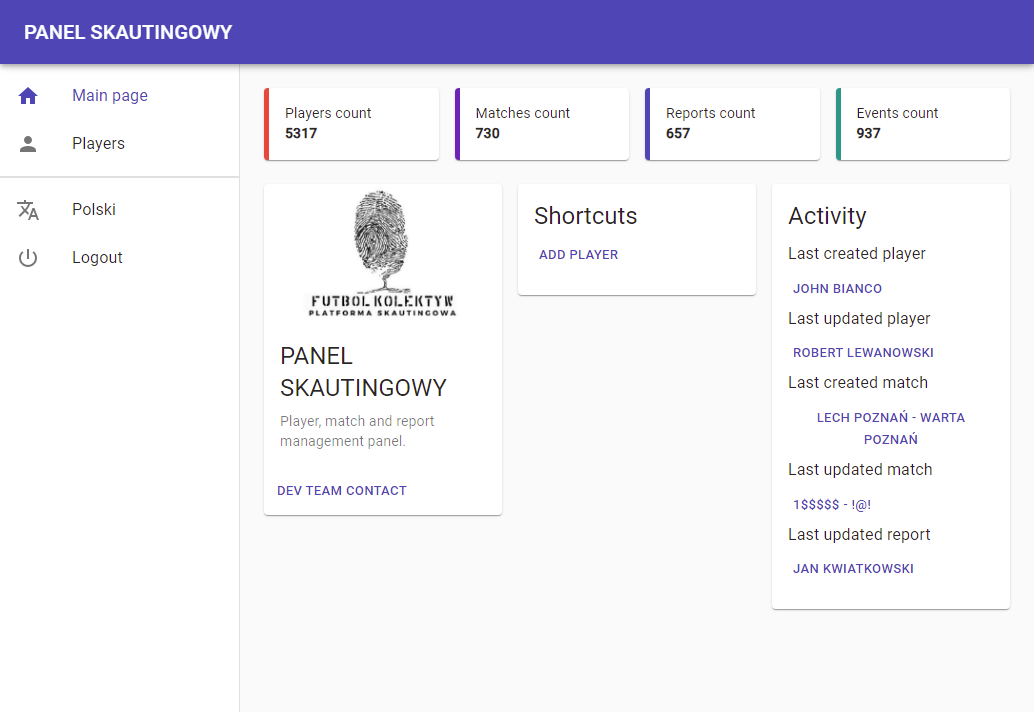 PANEL SKAUTINGOWY
Main page
Players
Polski
Logout
Players count
5317
Matches count
730
Reports count
657
Events count
937
FUTBOL KOLEKTYW
PLATFORMA SKAUTINGOWA
PANEL
SKAUTINGOWY
Player, match and report
management panel.
DEV TEAM CONTACT
Shortcuts
ADD PLAYER
Activity
Last created player
JOHN BIANCO
Last updated player
ROBERT LEWANOWSKI
Last created match
LECH POZNAŃ - WARTA
POZNAŃ
Last updated match
1$$$$$ - !@!
Last updated report
JAN KWIATKOWSKI